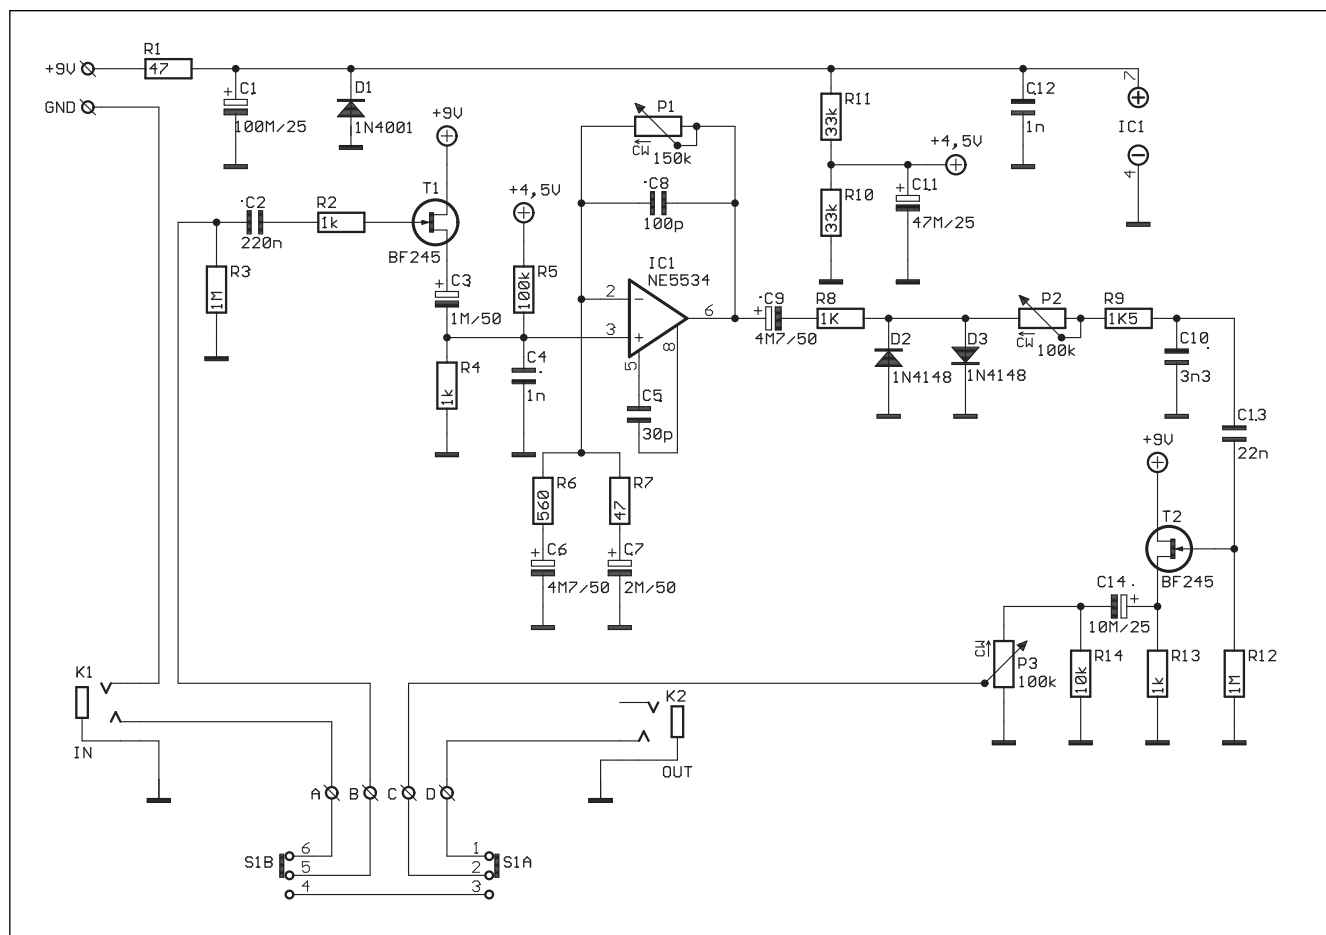 R1
+9V
47
C1
D1
R11
C12
7
GND
100M/25
1N4001
+9V
P1
33k
1n
IC1
CW
150k
+4,5V
4
T1
+4,5V
C8
R10
C11
C2
R2
1k
33k
47M/25
220n
100p
BF245
R3
1M
C3
R5
100k
IC1
NE5534
2
C9
R8
P2
R9
6
1M/50
3
1K
1K5
4M7/50
8
D2
D3
CW
100k
C10
R4
C4
5
1N4148
1N4148
3n3
1k
1n
C5
30p
C13
+9V
22n
R6
R7
560
47
T2
C6
C7
BF245
4M7/50
2M/50
C14
10M/25
CW
P3
R14
R13
R12
K1
100k
10k
1k
1M
K2
IN
OUT
A
B
C
D
6
1
S1B
5
2
S1A
4
3